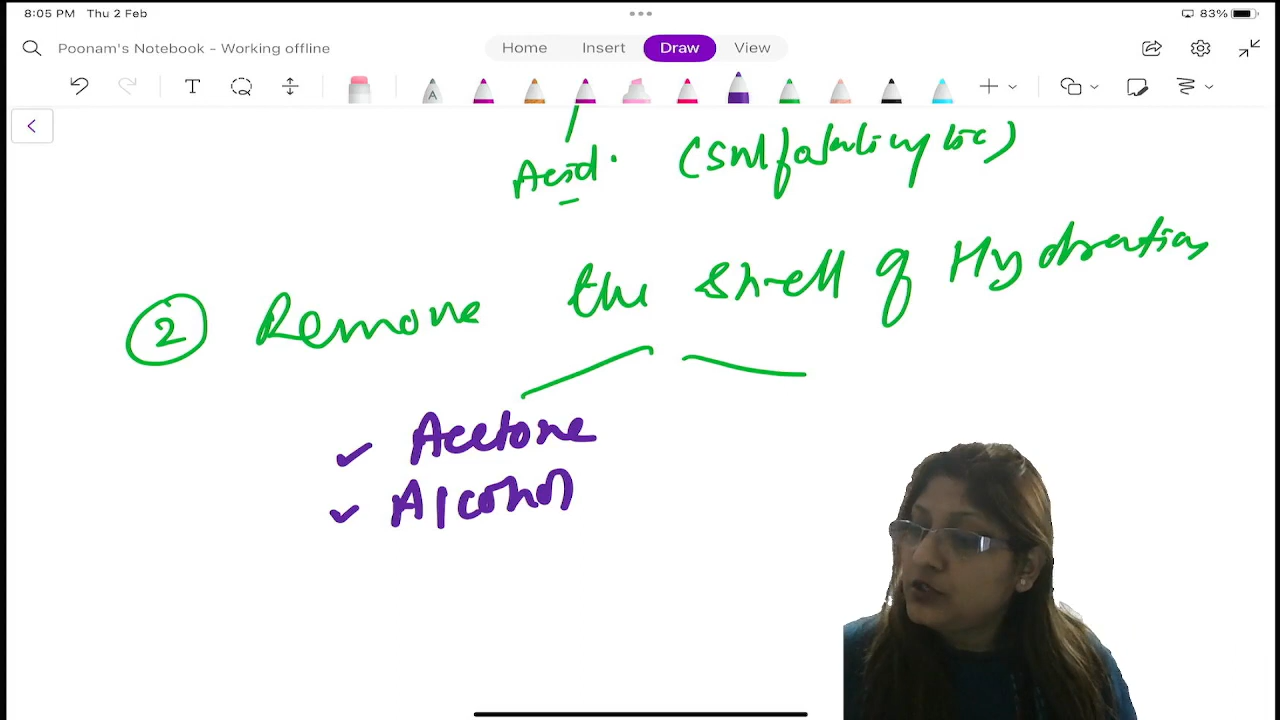 8:05 PM Thu 2 Feb
83%
Poonam's Notebook - Working offline
Home Insert Draw View
T
A
Acid. (Sulfosalicylic)
2 Remove the Shell of Hydration
Acetone
Alcohol